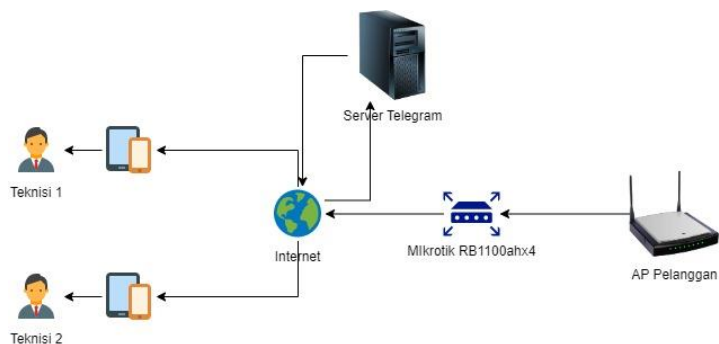 Server Telegram
Teknisi 1
Internet
MIkrotik RB1100ahx4
AP Pelanggan
Teknisi 2